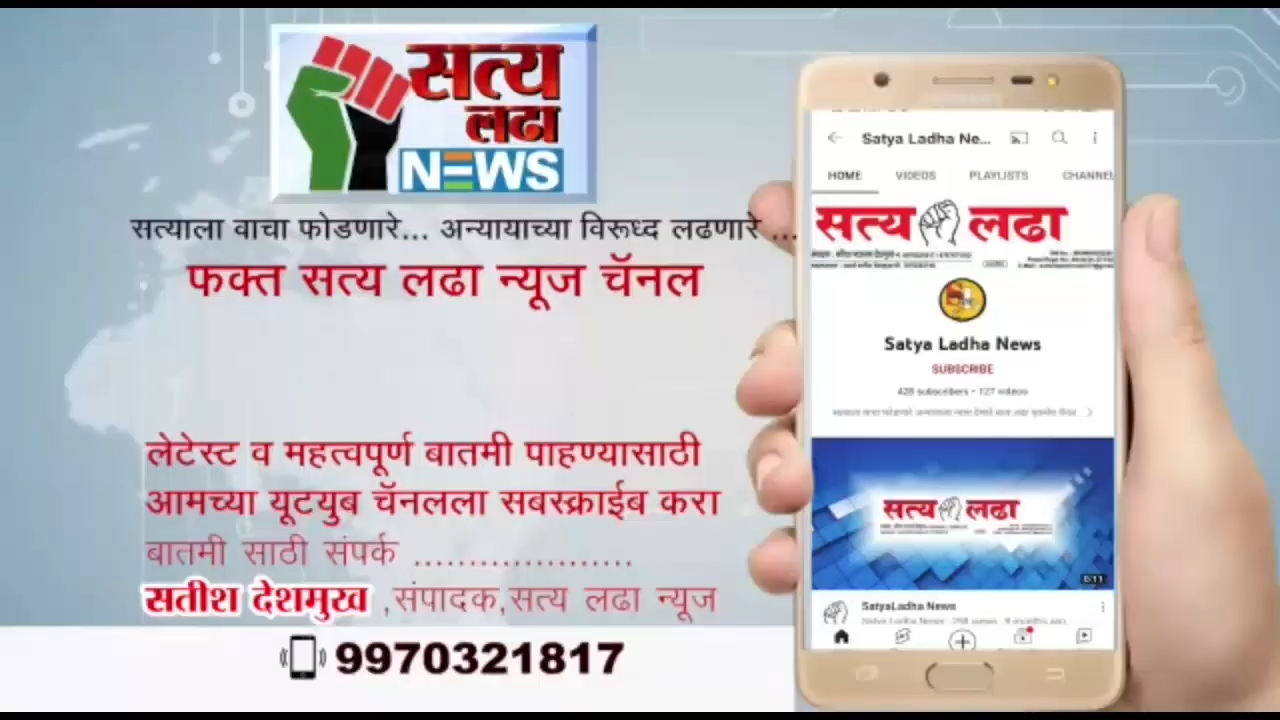 सत्य
लढा
NEWS
सत्याला वाचा फोडणारे... अन्यायाच्या विरूध्द लढणारे ...
फक्त सत्य लढा न्यूज चॅनल
लेटेस्ट व महत्वपूर्ण बातमी पाहण्यासाठी
आमच्या यूटयुब चॅनलला सबस्क्राईब करा
बातमी साठी संपर्क ....................
सतीश देशमुख ,संपादक,सत्य लढा न्यूज
9970321817
Satya Ladha Ne...
HOME VIDEOS PLAYLISTS CHANNEL
सत्य लढा
Satya Ladha News
SUBSCRIBE
428 subscribers • 127 videos
सत्य लढा
0:11
SatyaLadha News